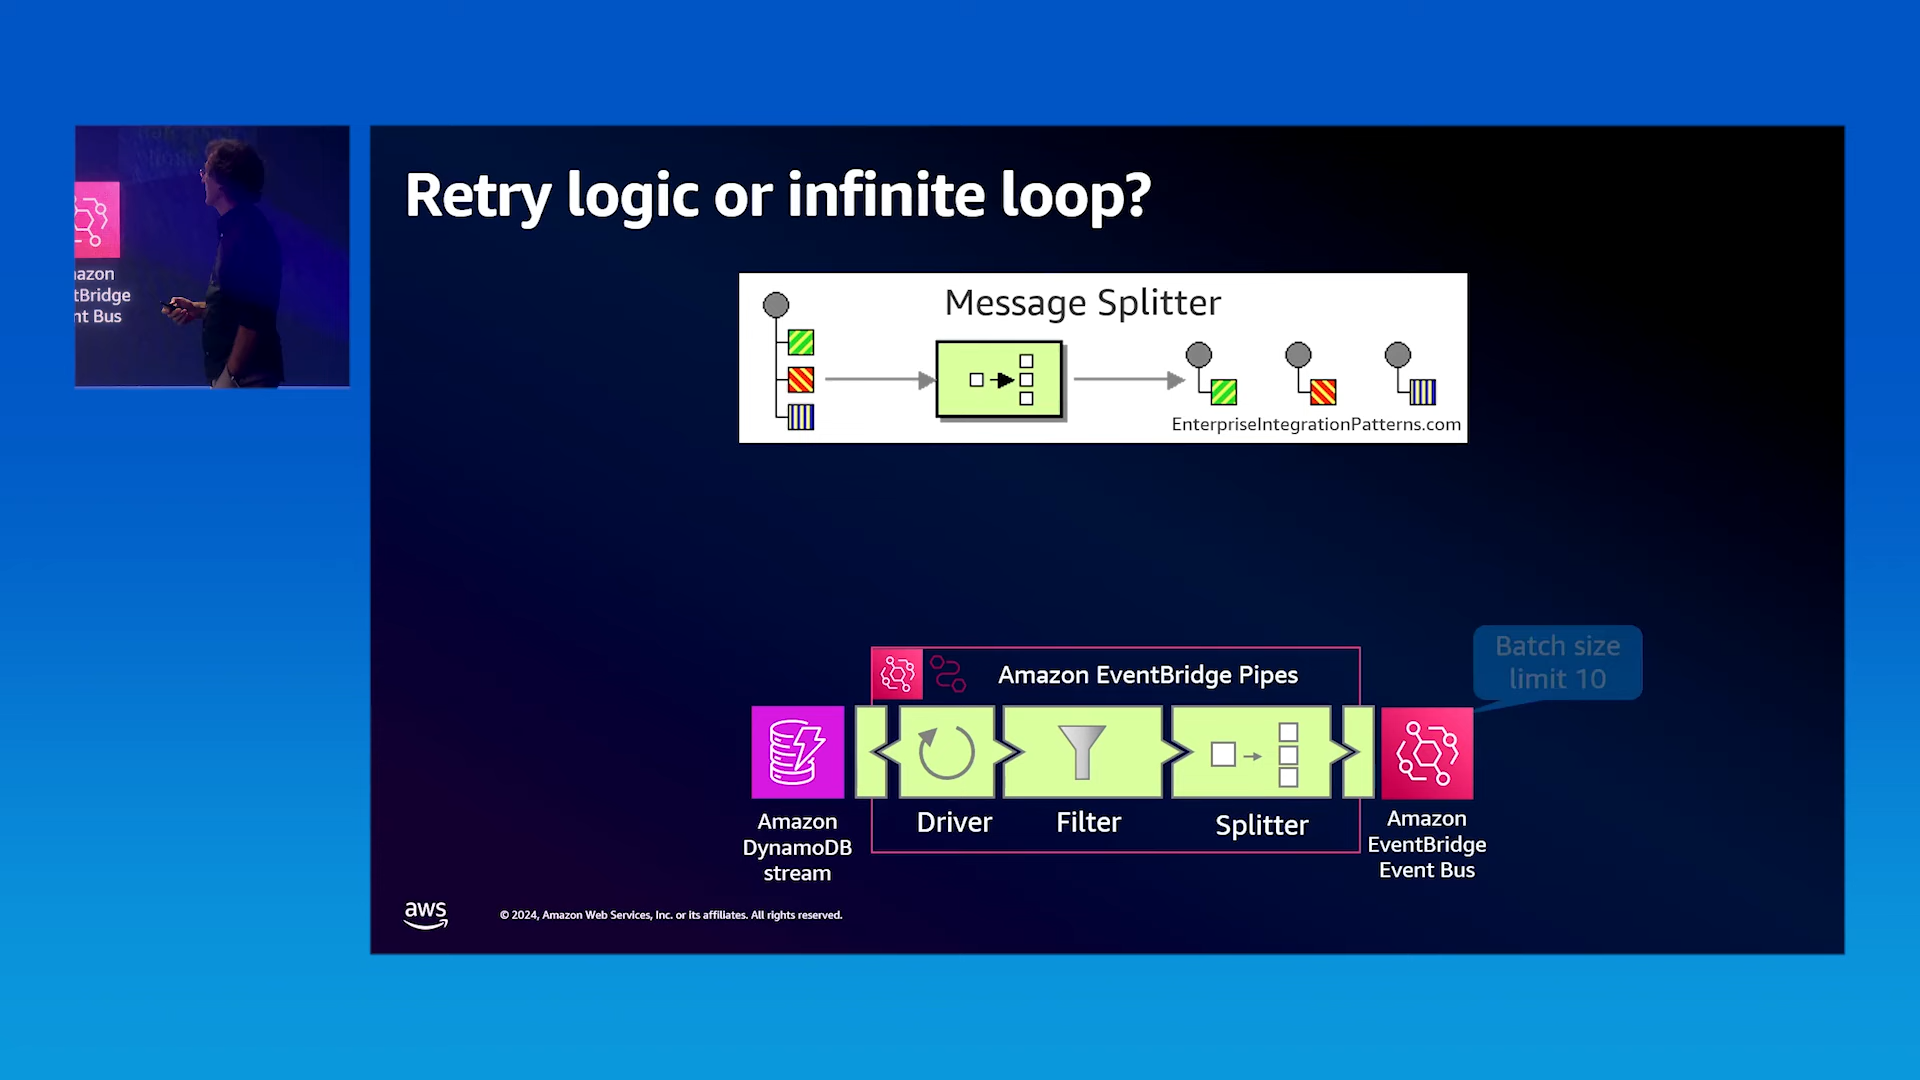 Retry logic or infinite loop?
Message Splitter
EnterpriseIntegrationPatterns.com
Batch size
limit 10
Amazon EventBridge Pipes
Driver
Filter
Splitter
Amazon
DynamoDB
stream
Amazon
EventBridge
Event Bus
aws
© 2024, Amazon Web Services, Inc. or its affiliates. All rights reserved.
azon
tBridge
nt Bus